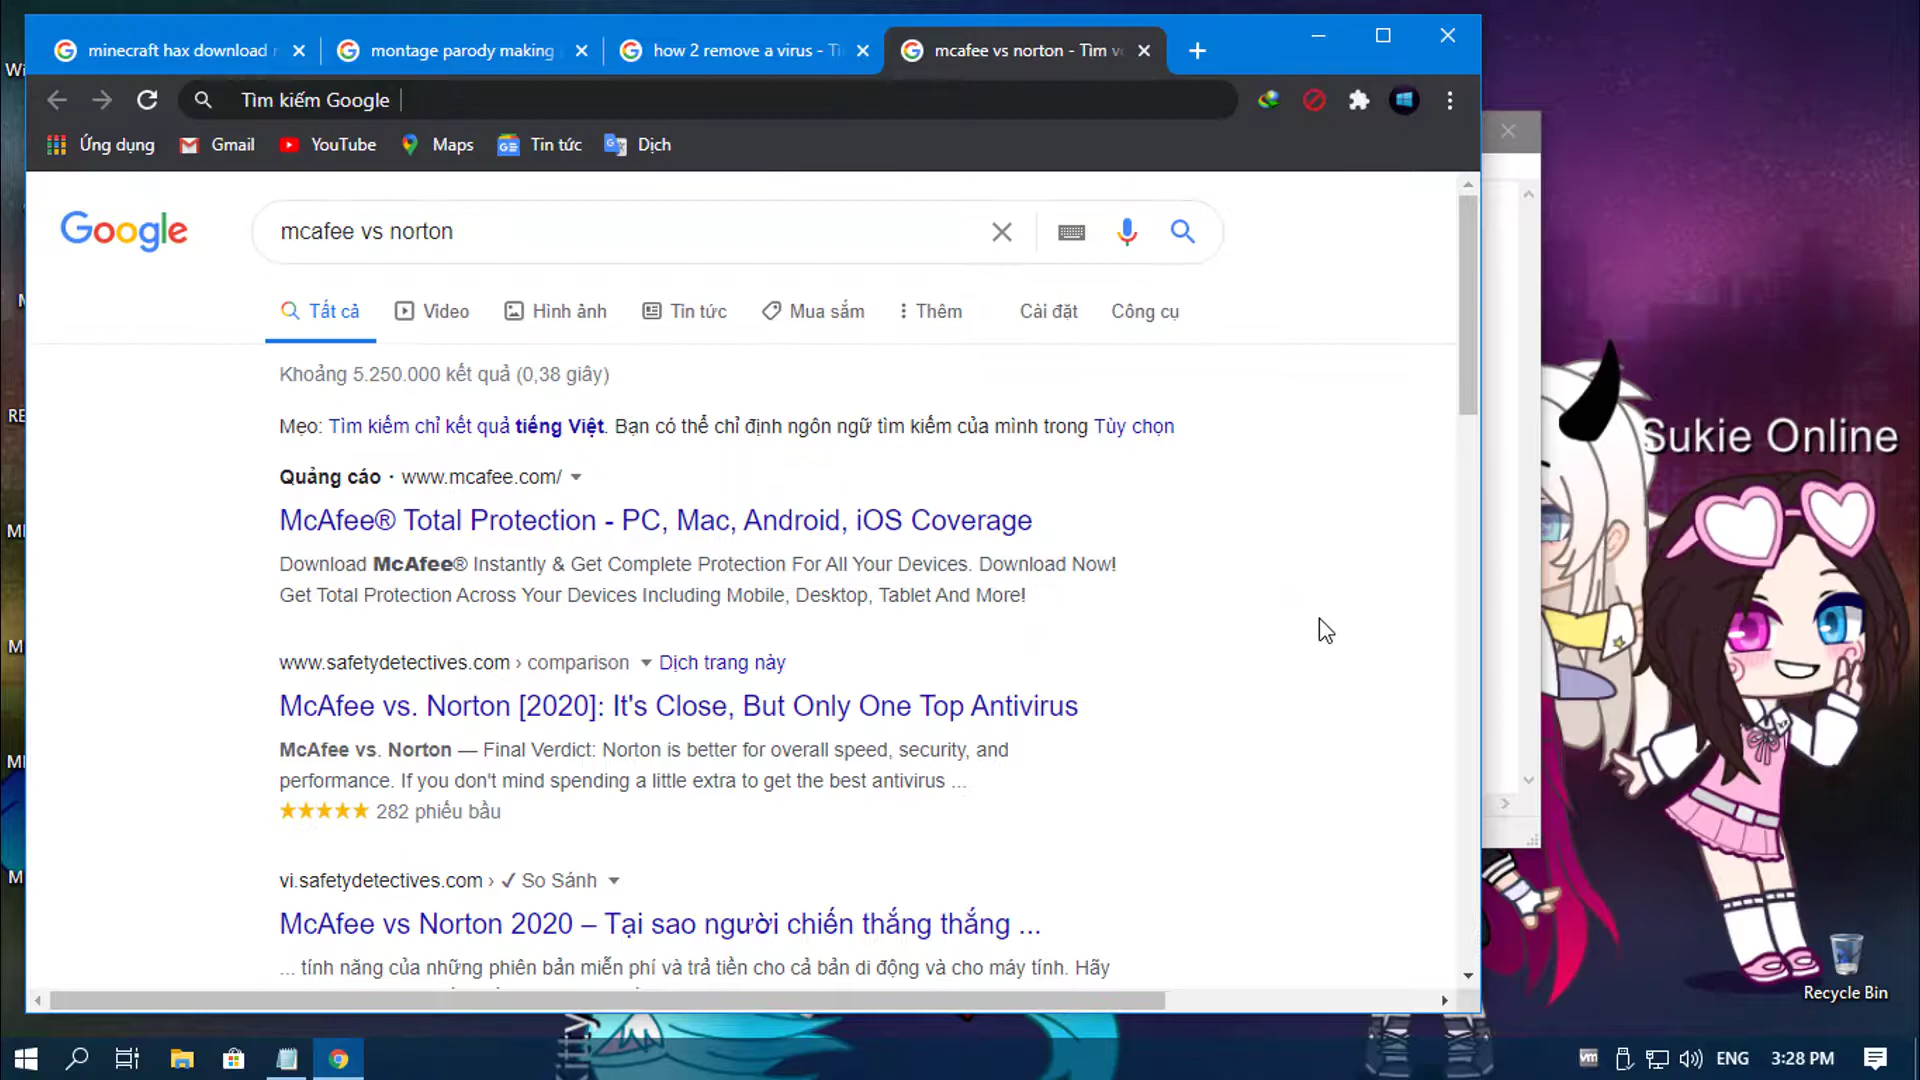 minecraft hax download
montage parody making
how 2 remove a virus - Tì
mcafee vs norton - Tìm v
Tìm kiếm Google
Ứng dụng
Gmail
YouTube
Maps
Tin tức
Dịch
Google
mcafee vs norton
Tất cả
Video
Hình ảnh
Tin tức
Mua sắm
Thêm
Cài đặt
Công cụ
Khoảng 5.250.000 kết quả (0,38 giây)
Mẹo: Tìm kiếm chỉ kết quả tiếng Việt. Bạn có thể chỉ định ngôn ngữ tìm kiếm của mình trong Tùy chọn
Quảng cáo · www.mcafee.com/
McAfee® Total Protection - PC, Mac, Android, iOS Coverage
Download McAfee® Instantly & Get Complete Protection For All Your Devices. Download Now!
Get Total Protection Across Your Devices Including Mobile, Desktop, Tablet And More!
www.safetydetectives.com › comparison Dịch trang này
McAfee vs. Norton [2020]: It's Close, But Only One Top Antivirus
McAfee vs. Norton — Final Verdict: Norton is better for overall speed, security, and
performance. If you don't mind spending a little extra to get the best antivirus ...
282 phiếu bầu
vi.safetydetectives.com › ✓ So Sánh
McAfee vs Norton 2020 – Tại sao người chiến thắng thắng ...
... tính năng của những phiên bản miễn phí và trả tiền cho cả bản di động và cho máy tính. Hãy
Sukie Online
Recycle Bin
vm
ENG
3:28 PM